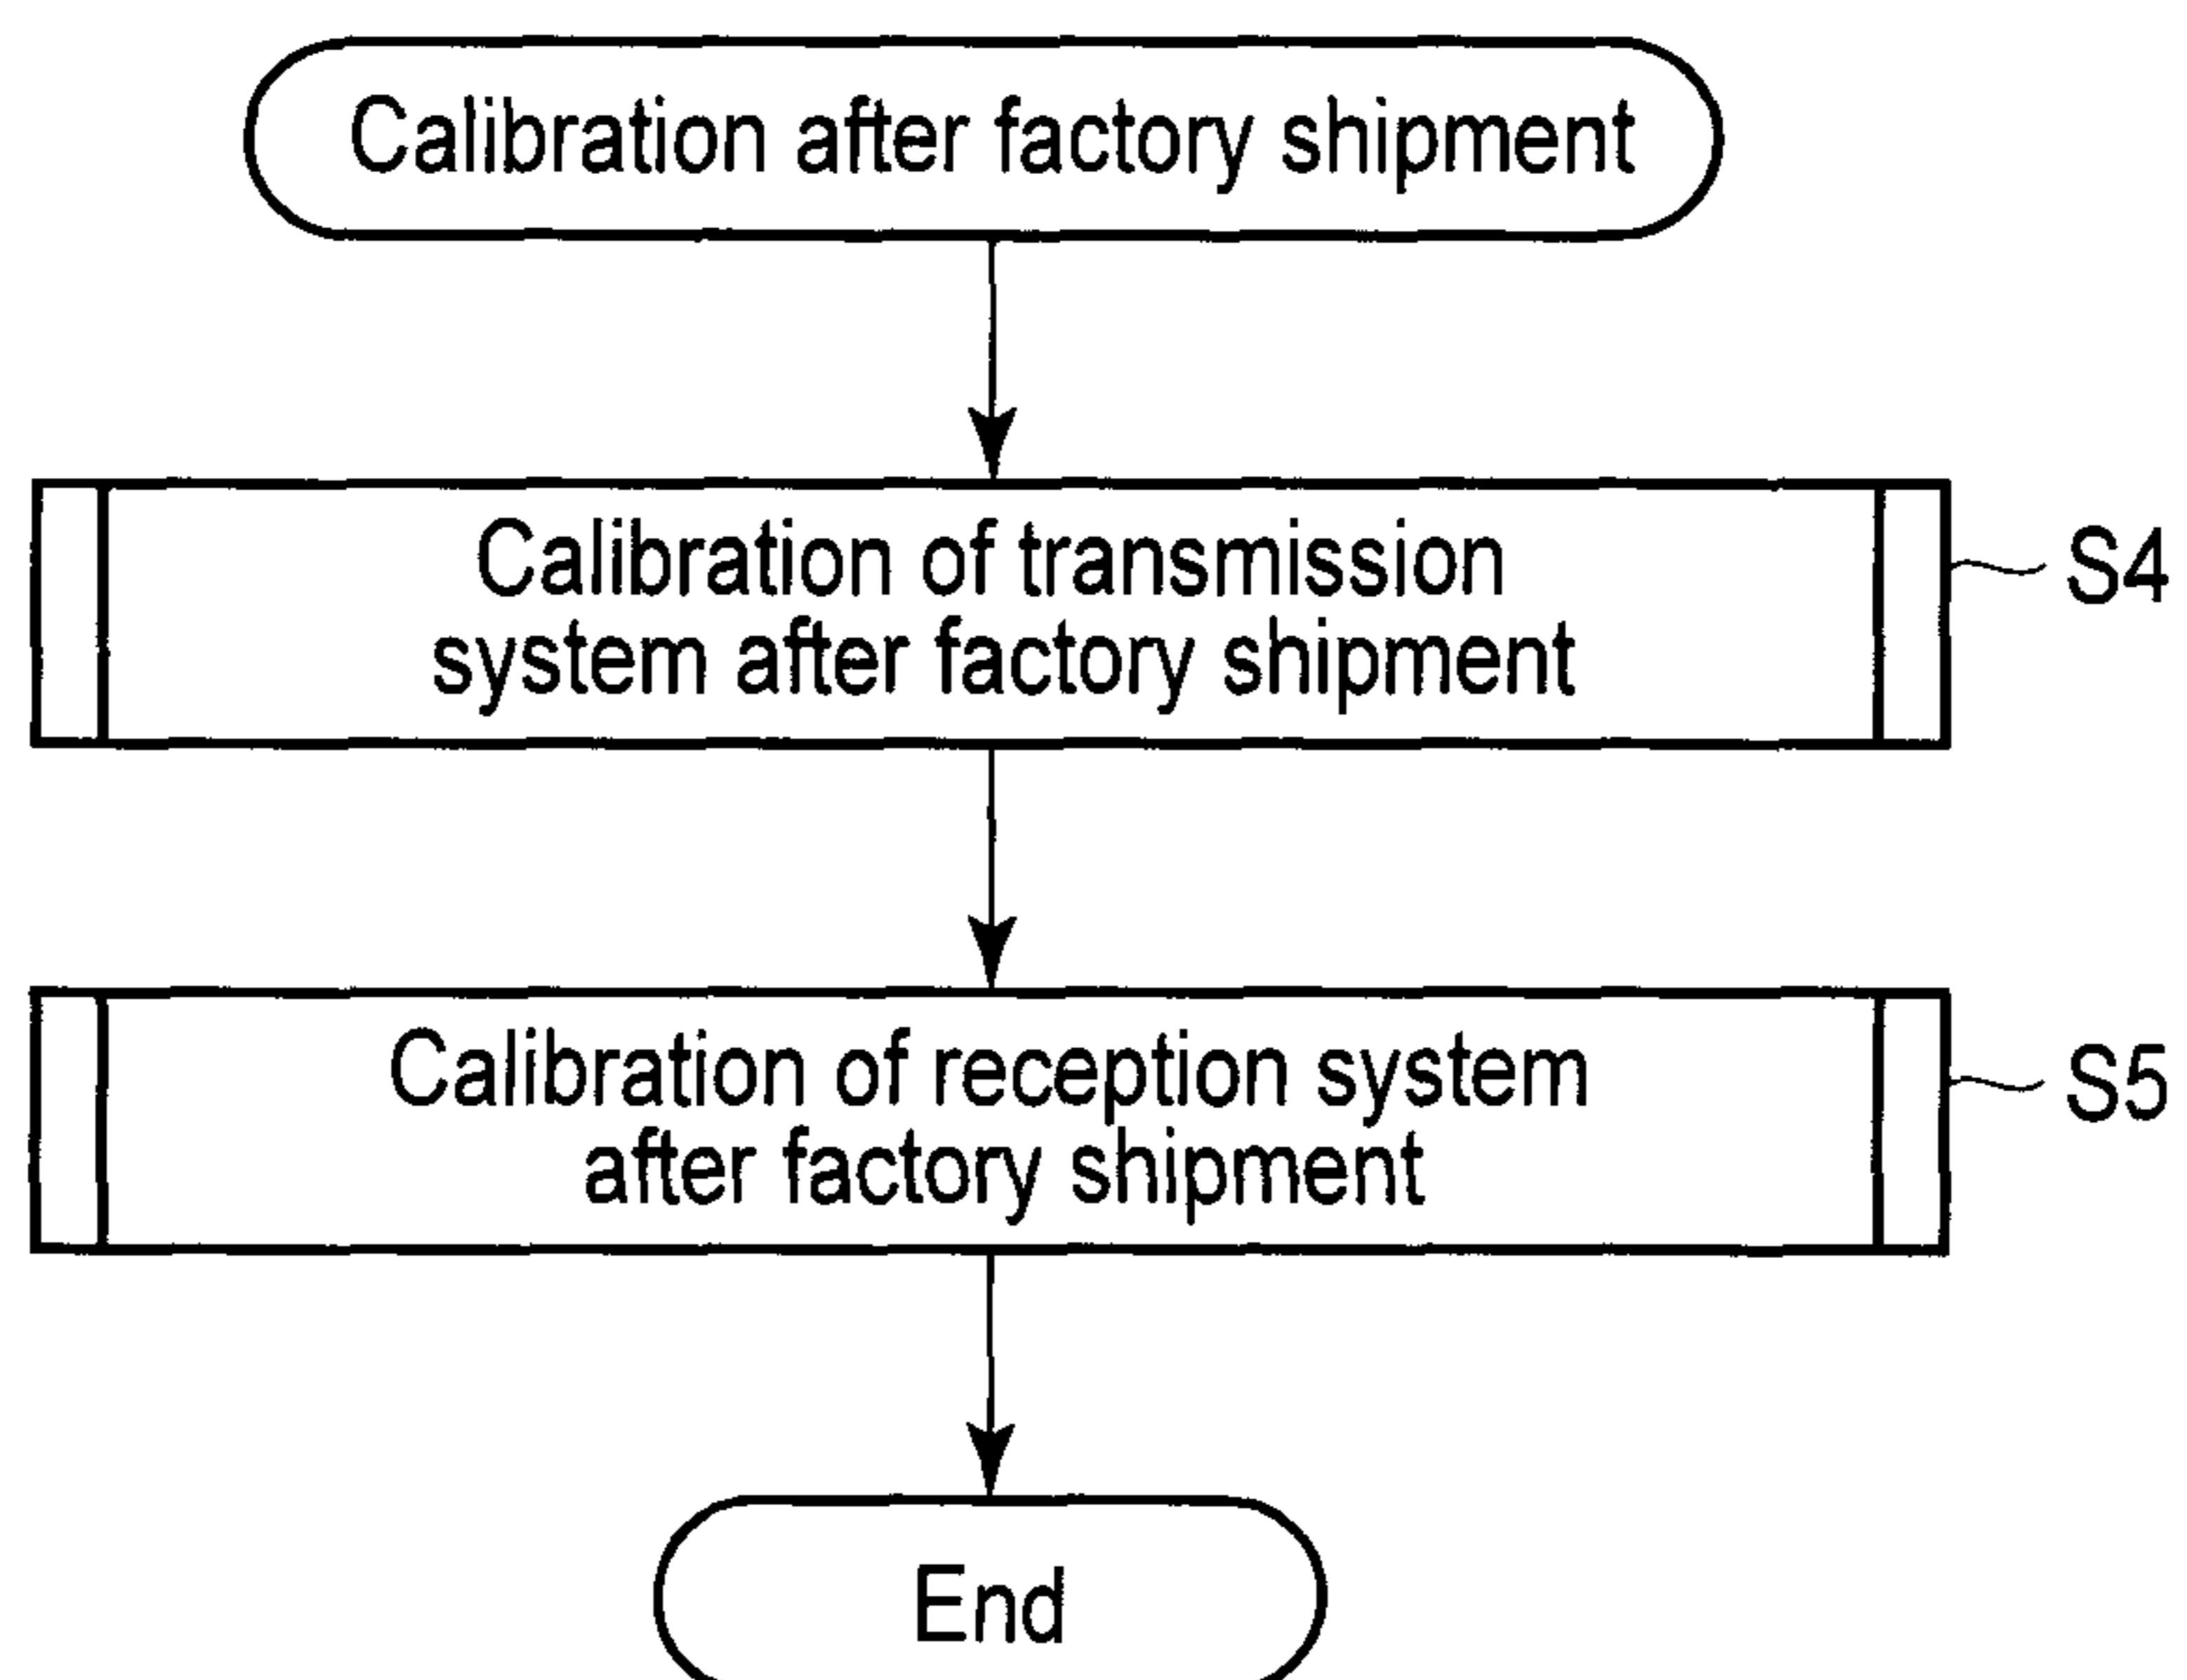 Calibration after factory shipment
Calibration of transmission
system after factory shipment
S4
Calibration of reception system
after factory shipment
S5
End